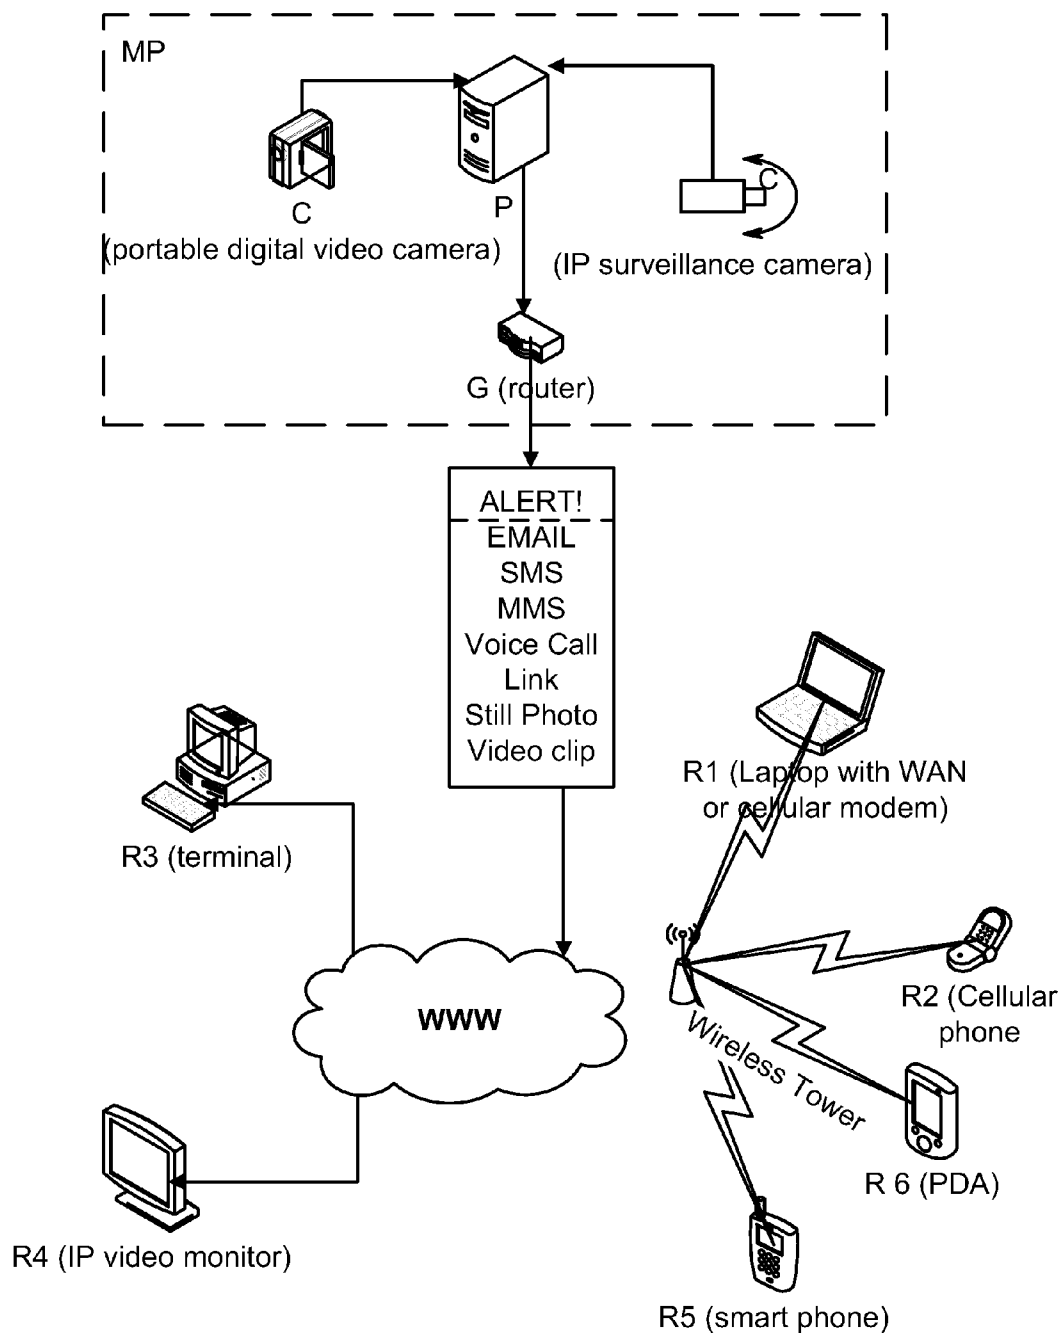 MP
C
(portable digital video camera)
P
C
(IP surveillance camera)
G (router)
ALERT!
EMAIL
SMS
MMS
Voice Call
Link
Still Photo
Video clip
R1 (Laptop with WAN
or cellular modem)
R3 (terminal)
R2 (Cellular
phone
www
Wireless Tower
R 6 (PDA)
R4 (IP video monitor)
R5 (smart phone)